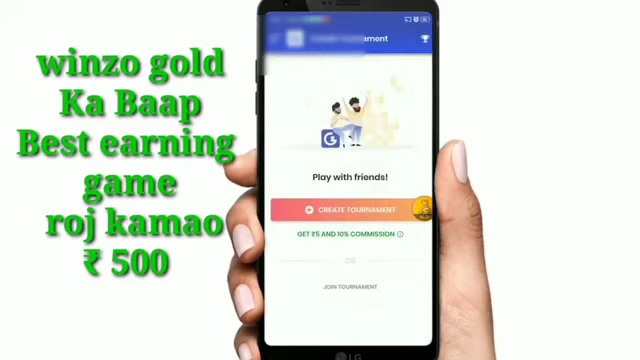 winzo gold
Ka Baap
Best earning
game
roj kamao
₹ 500
Play with friends!
CREATE TOURNAMENT
GET ₹5 AND 10% COMMISSION
OR
JOIN TOURNAMENT
LG